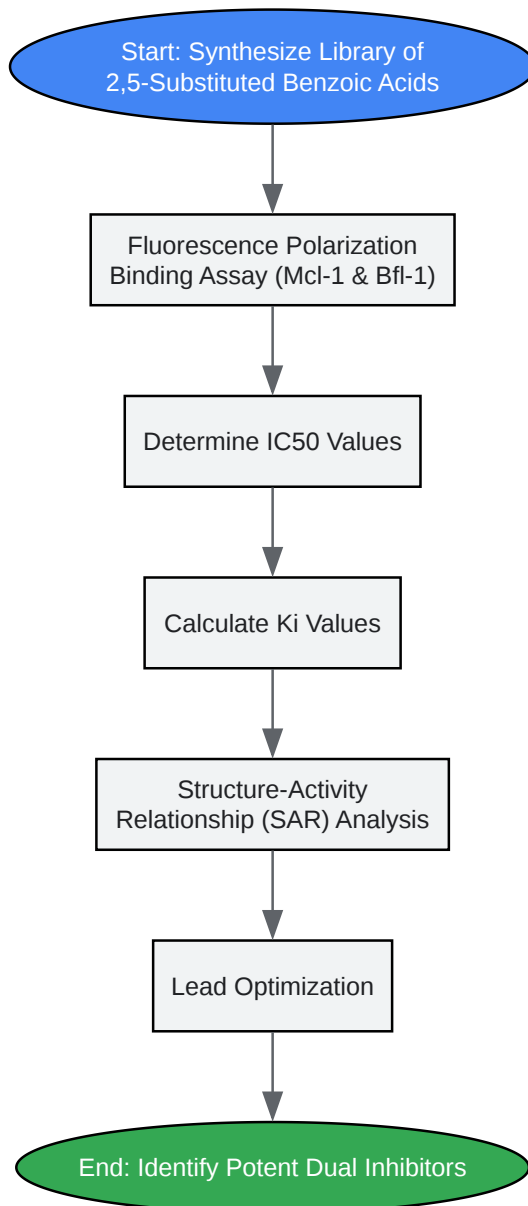 Start: Synthesize Library of
2,5-Substituted Benzoic Acids
Fluorescence Polarization
Binding Assay (Mcl-1 & Bfl-1)
Determine IC50 Values
Calculate Ki Values
Structure-Activity
Relationship (SAR) Analysis
Lead Optimization
End: Identify Potent Dual Inhibitors